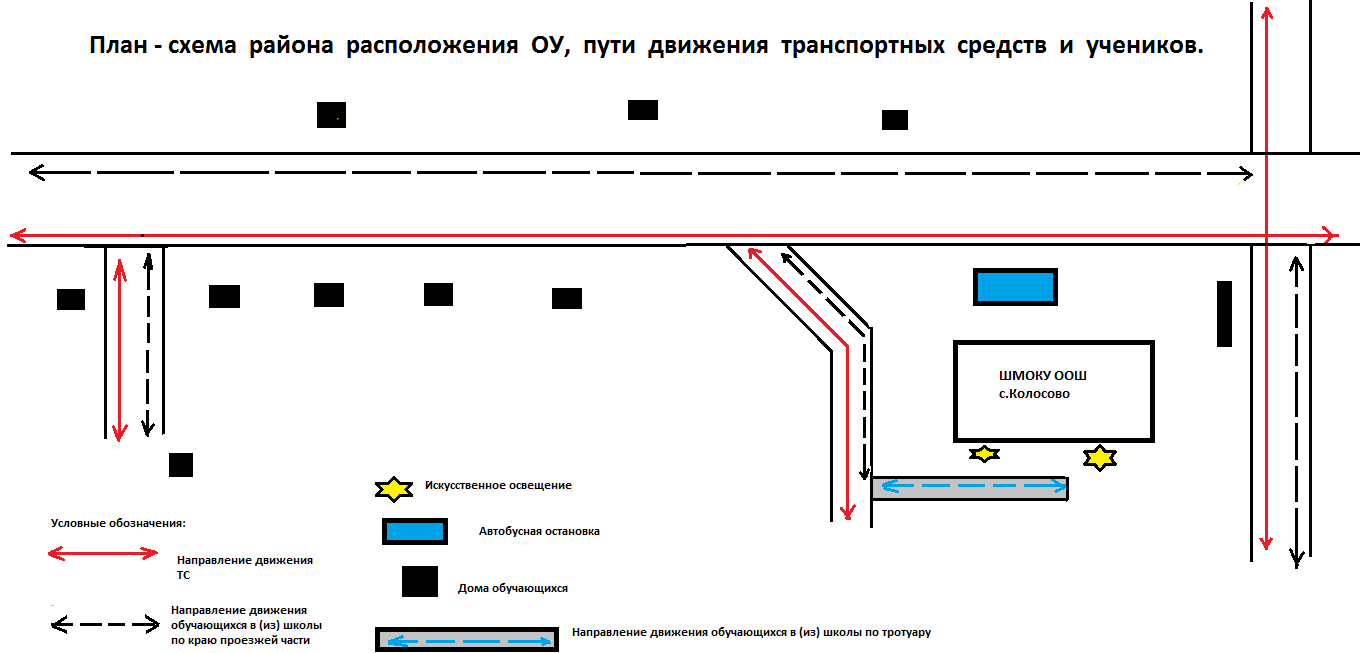 План - схема района расположения ОУ, пути движения транспортных средств и учеников.
ШМОКУ ООШ
с.Колосово
Искусственное освещение
Условные обозначения:
Автобусная остановка
Направление движения
ТС
Дома обучающихся
Направление движения
обучающихся в (из) школы
по краю проезжей части
Направление движения обучающихся в (из) школы по тротуару